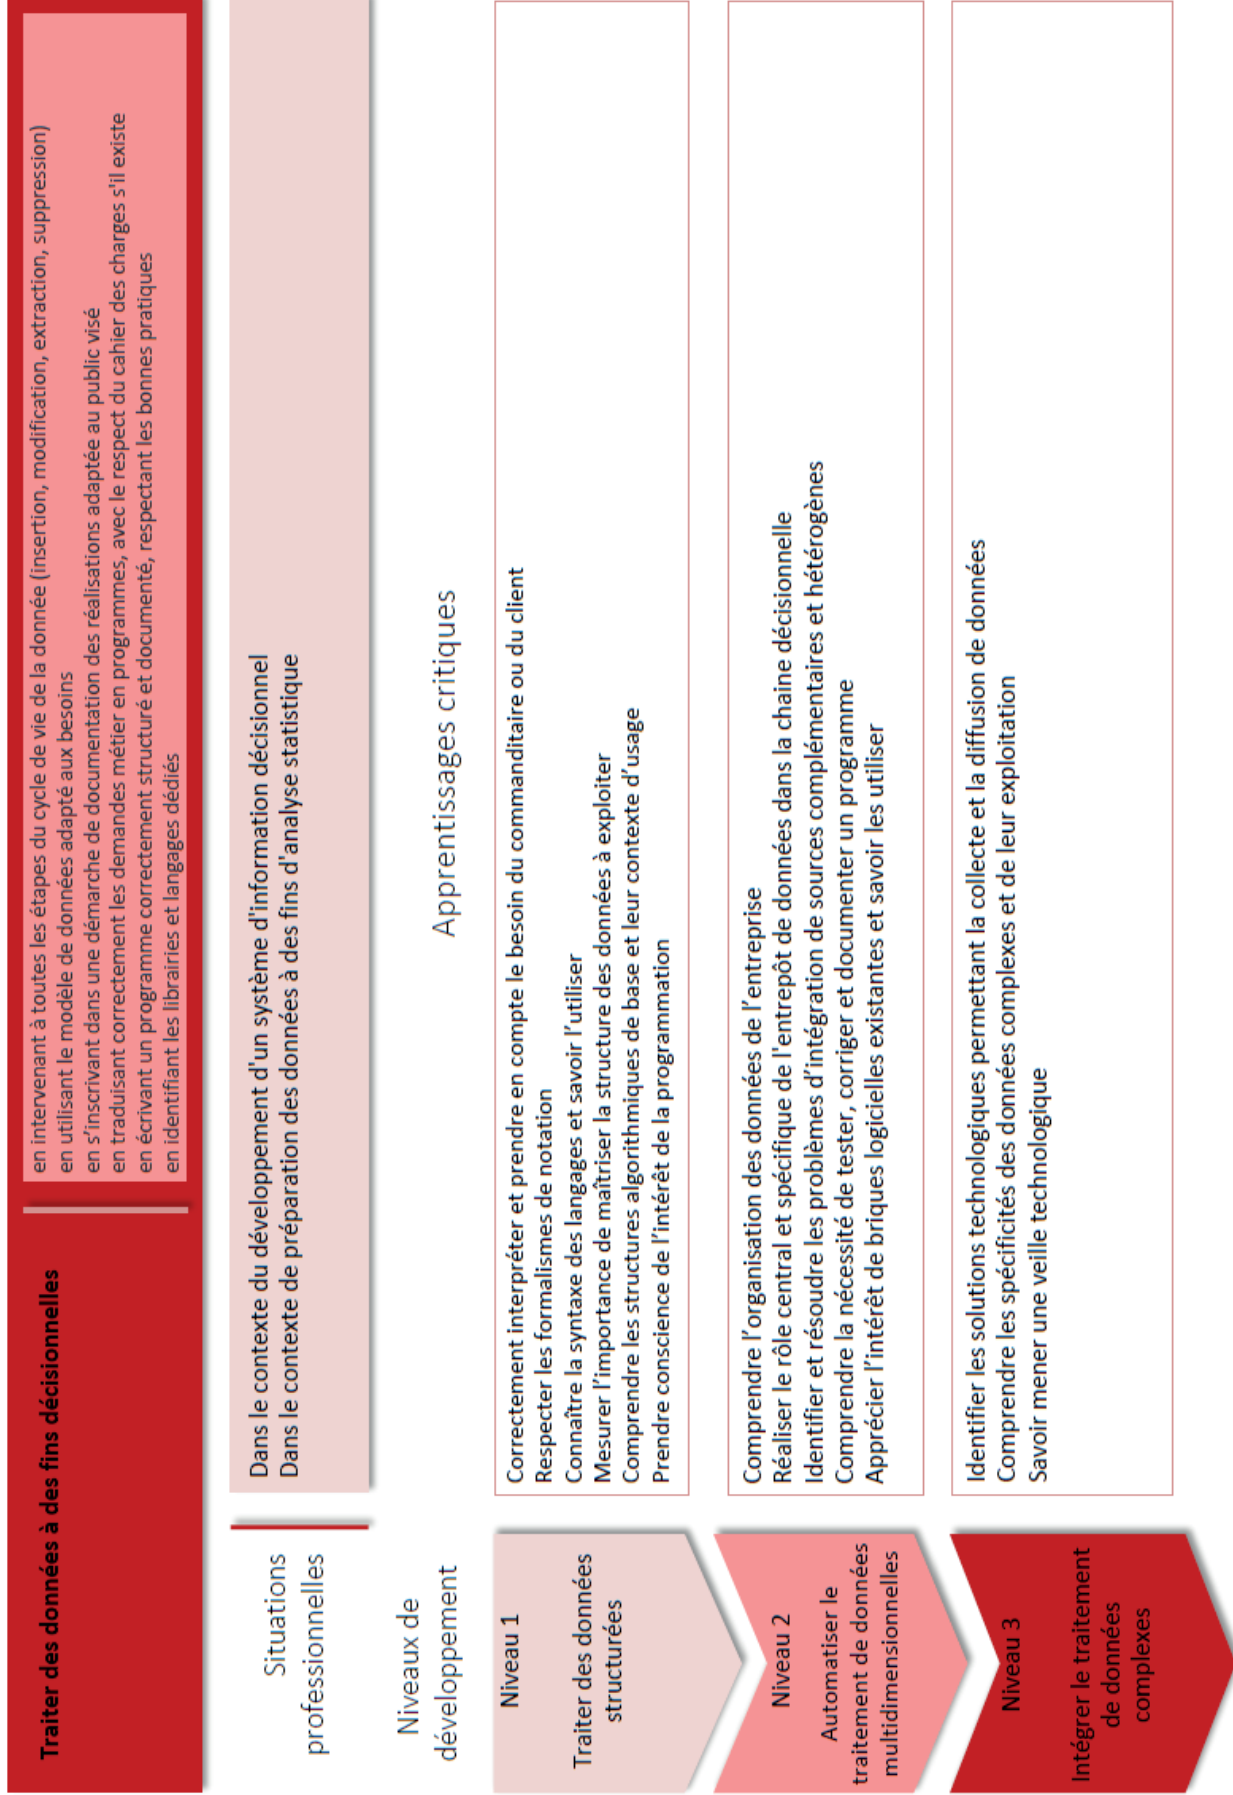 Traiter des données à des fins décisionnelles
en intervenant à toutes les étapes du cycle de vie de la donnée (insertion, modification, extraction, suppression)
en utilisant le modèle de données adapté aux besoins
en s’inscrivant dans une démarche de documentation des réalisations adaptée au public visé
en traduisant correctement les demandes métier en programmes, avec le respect du cahier des charges s'il existe
en écrivant un programme correctement structuré et documenté, respectant les bonnes pratiques
en identifiant les librairies et langages dédiés
Situations
professionnelles
Dans le contexte du développement d'un système d'information décisionnel
Dans le contexte de préparation des données à des fins d'analyse statistique
Niveaux de
développement
Apprentissages critiques
Niveau 1
Traiter des données
structurées
Correctement interpréter et prendre en compte le besoin du commanditaire ou du client
Respecter les formalismes de notation
Connaître la syntaxe des langages et savoir l’utiliser
Mesurer l’importance de maîtriser la structure des données à exploiter
Comprendre les structures algorithmiques de base et leur contexte d’usage
Prendre conscience de l’intérêt de la programmation
Niveau 2
Automatiser le
traitement de données
multidimensionnelles
Comprendre l’organisation des données de l’entreprise
Réaliser le rôle central et spécifique de l'entrepôt de données dans la chaine décisionnelle
Identifier et résoudre les problèmes d’intégration de sources complémentaires et hétérogènes
Comprendre la nécessité de tester, corriger et documenter un programme
Apprécier l’intérêt de briques logicielles existantes et savoir les utiliser
Niveau 3
Intégrer le traitement
de données
complexes
Identifier les solutions technologiques permettant la collecte et la diffusion de données
Comprendre les spécificités des données complexes et de leur exploitation
Savoir mener une veille technologique